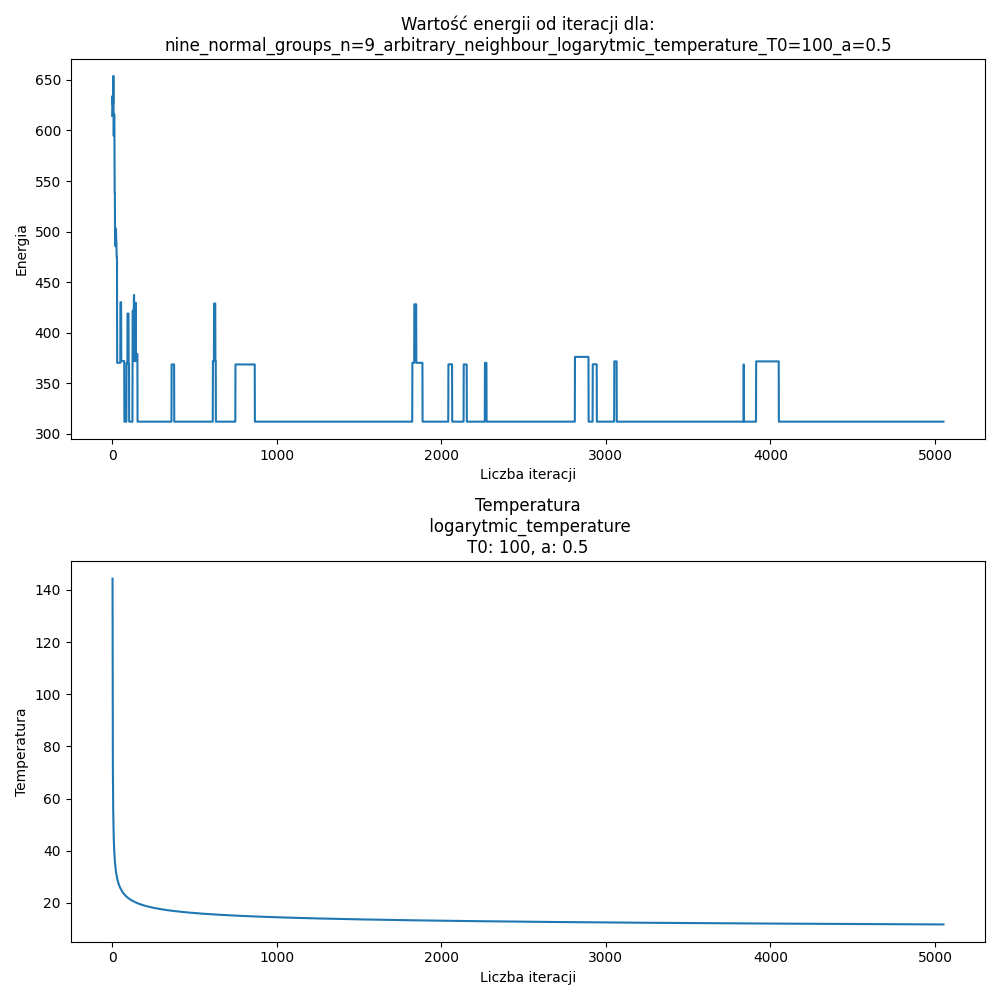 Wartość energii od iteracji dla:
nine_normal_groups_n=9_arbitrary_neighbour_logarytmic_temperature_T0=100_a=0.5
650
600
550
500
450
400
350
300
Energia
0 1000 2000 3000 4000 5000
Liczba iteracji
Temperatura
logarytmic_temperature
T0: 100, a: 0.5
140
120
100
80
60
40
20
Temperatura
0 1000 2000 3000 4000 5000
Liczba iteracji